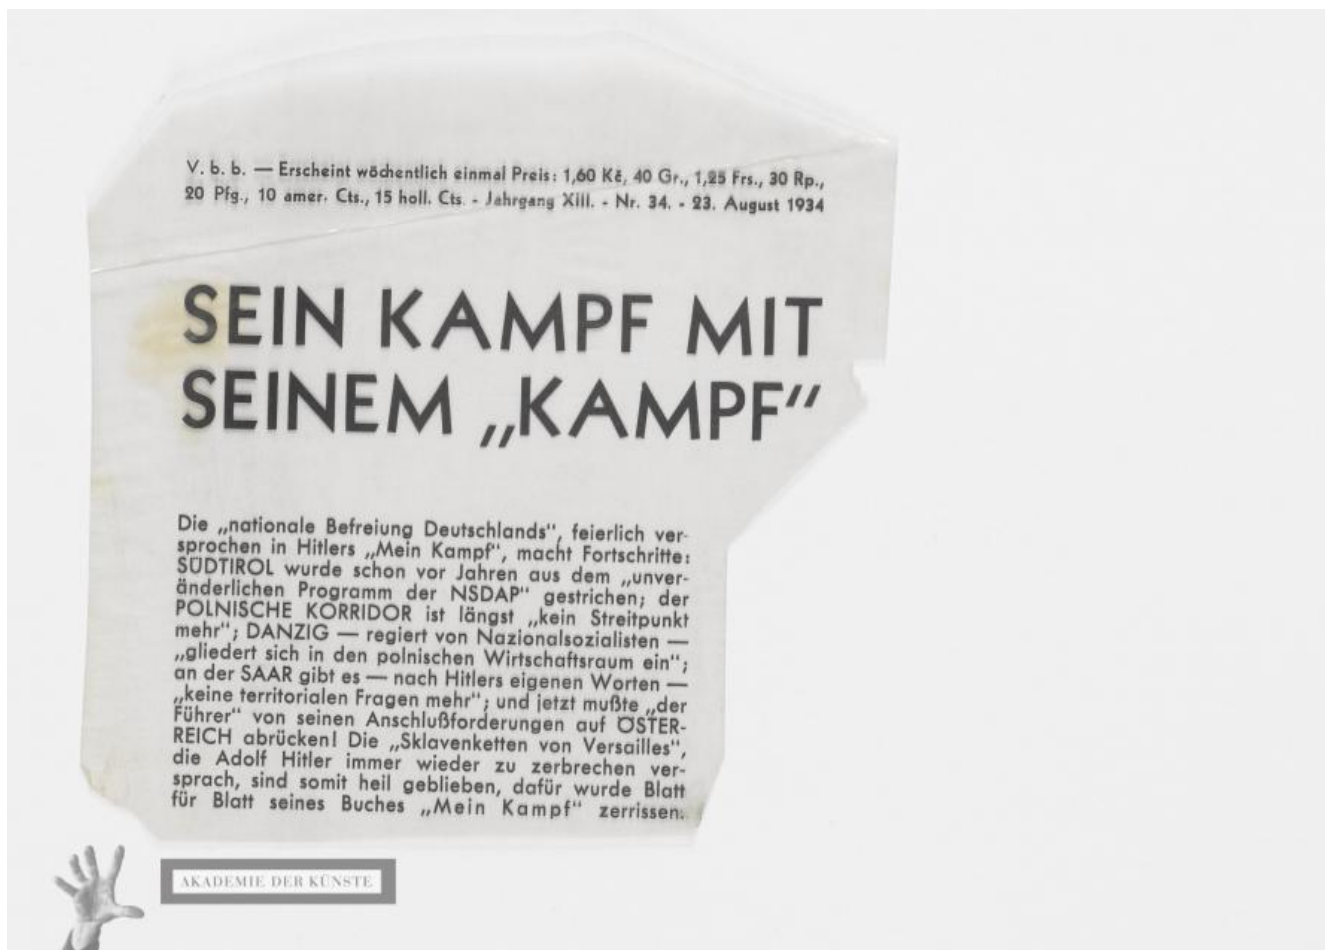 V. b. b. — Erscheint wöchentlich einmal Preis: 1,60 Kč, 40 Gr., 1,25 Frs., 30 Rp.,
20 Pfg., 10 amer. Cts., 15 holl. Cts. - Jahrgang XIII. - Nr. 34. - 23. August 1934
SEIN KAMPF MIT
SEINEM „KAMPF“
Die „nationale Befreiung Deutschlands“, feierlich ver-
sprochen in Hitlers „Mein Kampf“, macht Fortschritte:
SÜDTIROL wurde schon vor Jahren aus dem „unver-
änderlichen Programm der NSDAP“ gestrichen; der
POLNISCHE KORRIDOR ist längst „kein Streitpunkt
mehr“; DANZIG — regiert von Nazionalsozialisten —
„gliedert sich in den polnischen Wirtschaftsraum ein“;
an der SAAR gibt es — nach Hitlers eigenen Worten —
„keine territorialen Fragen mehr“; und jetzt mußte „der
Führer“ von seinen Anschlußforderungen auf ÖSTER-
REICH abrücken! Die „Sklavenketten von Versailles“,
die Adolf Hitler immer wieder zu zerbrechen ver-
sprach, sind somit heil geblieben, dafür wurde Blatt
für Blatt seines Buches „Mein Kampf“ zerrissen.
AKADEMIE DER KÜNSTE